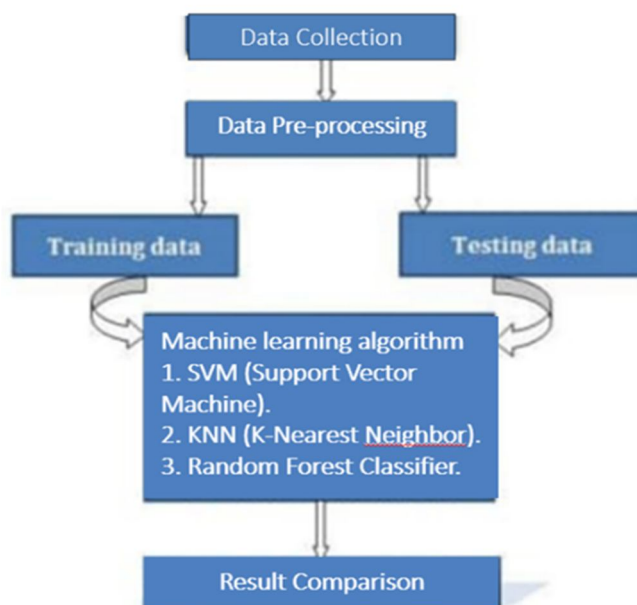 Data Collection
Data Pre-processing
Training data
Testing data
Machine learning algorithm
1. SVM (Support Vector
Machine).
2. KNN (K-Nearest Neighbor).
3. Random Forest Classifier.
Result Comparison